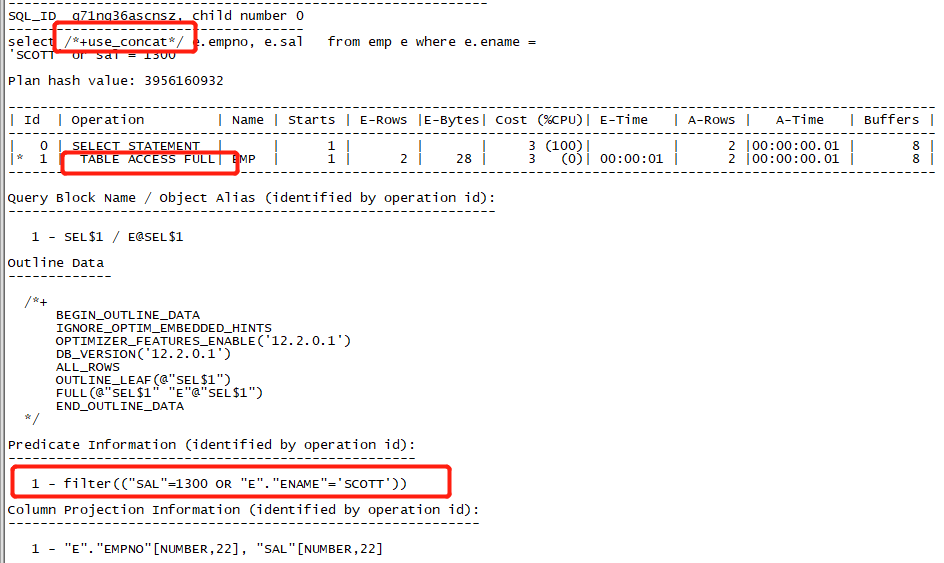 SQL_ID  g71ng36ascnsz, child number 0
-------------------------------------
select /*+use_concat*/ e.empno, e.sal   from emp e where e.ename =
'SCOTT' or sal = 1300
Plan hash value: 3956160932
| Id  | Operation         | Name | Starts | E-Rows |E-Bytes| Cost (%CPU)| E-Time   | A-Rows |   A-Time   | Buffers |
|   0 | SELECT STATEMENT  |      |      1 |        |       |     3 (100)|          |      2 |00:00:00.01 |       8 |
|*  1 |  TABLE ACCESS FULL| EMP  |      1 |      2 |    28 |     3   (0)| 00:00:01 |      2 |00:00:00.01 |       8 |
Query Block Name / Object Alias (identified by operation id):
-------------------------------------------------------------
1 - SEL$1 / E@SEL$1
Outline Data
-------------
/*+
BEGIN_OUTLINE_DATA
IGNORE_OPTIM_EMBEDDED_HINTS
OPTIMIZER_FEATURES_ENABLE('12.2.0.1')
DB_VERSION('12.2.0.1')
ALL_ROWS
OUTLINE_LEAF(@"SEL$1")
FULL(@"SEL$1" "E"@"SEL$1")
END_OUTLINE_DATA
*/
Predicate Information (identified by operation id):
---------------------------------------------------
1 - filter(("SAL"=1300 OR "E"."ENAME"='SCOTT'))
Column Projection Information (identified by operation id):
-----------------------------------------------------------
1 - "E"."EMPNO"[NUMBER,22], "SAL"[NUMBER,22]